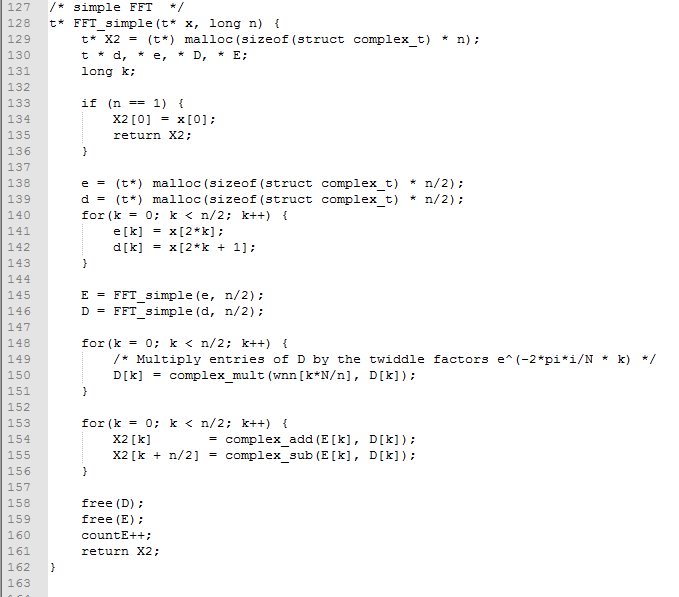 127 /* simple FFT  */
128 t* FFT_simple(t* x, long n) {
129     t* X2 = (t*) malloc(sizeof(struct complex_t) * n);
130     t * d, * e, * D, * E;
131     long k;
132
133     if (n == 1) {
134         X2[0] = x[0];
135         return X2;
136     }
137
138     e = (t*) malloc(sizeof(struct complex_t) * n/2);
139     d = (t*) malloc(sizeof(struct complex_t) * n/2);
140     for(k = 0; k < n/2; k++) {
141         e[k] = x[2*k];
142         d[k] = x[2*k + 1];
143     }
144
145     E = FFT_simple(e, n/2);
146     D = FFT_simple(d, n/2);
147
148     for(k = 0; k < n/2; k++) {
149         /* Multiply entries of D by the twiddle factors e^(-2*pi*i/N * k) */
150         D[k] = complex_mult(wnn[k*N/n], D[k]);
151     }
152
153     for(k = 0; k < n/2; k++) {
154         X2[k]       = complex_add(E[k], D[k]);
155         X2[k + n/2] = complex_sub(E[k], D[k]);
156     }
157
158     free(D);
159     free(E);
160     countE++;
161     return X2;
162 }
163